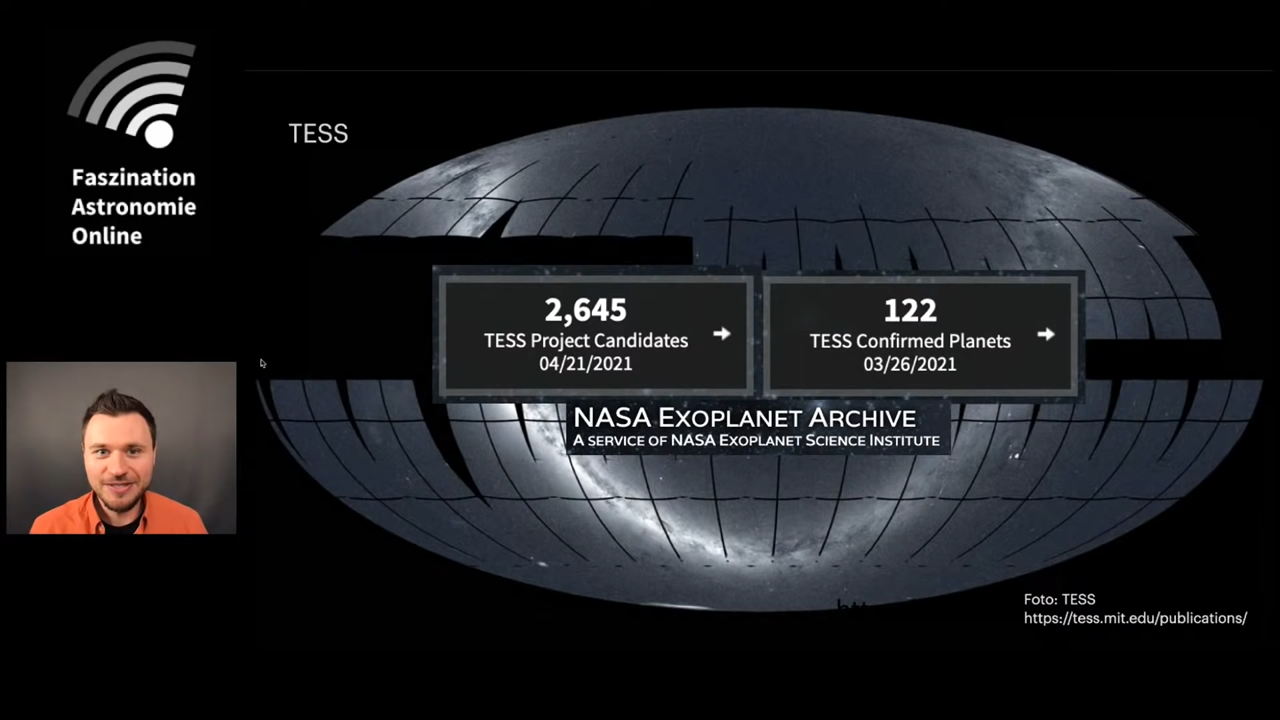 Faszination
Astronomie
Online
TESS
2,645
TESS Project Candidates
04/21/2021
122
TESS Confirmed Planets
03/26/2021
NASA EXOPLANET ARCHIVE
A SERVICE OF NASA EXOPLANET SCIENCE INSTITUTE
Foto: TESS
https://tess.mit.edu/publications/